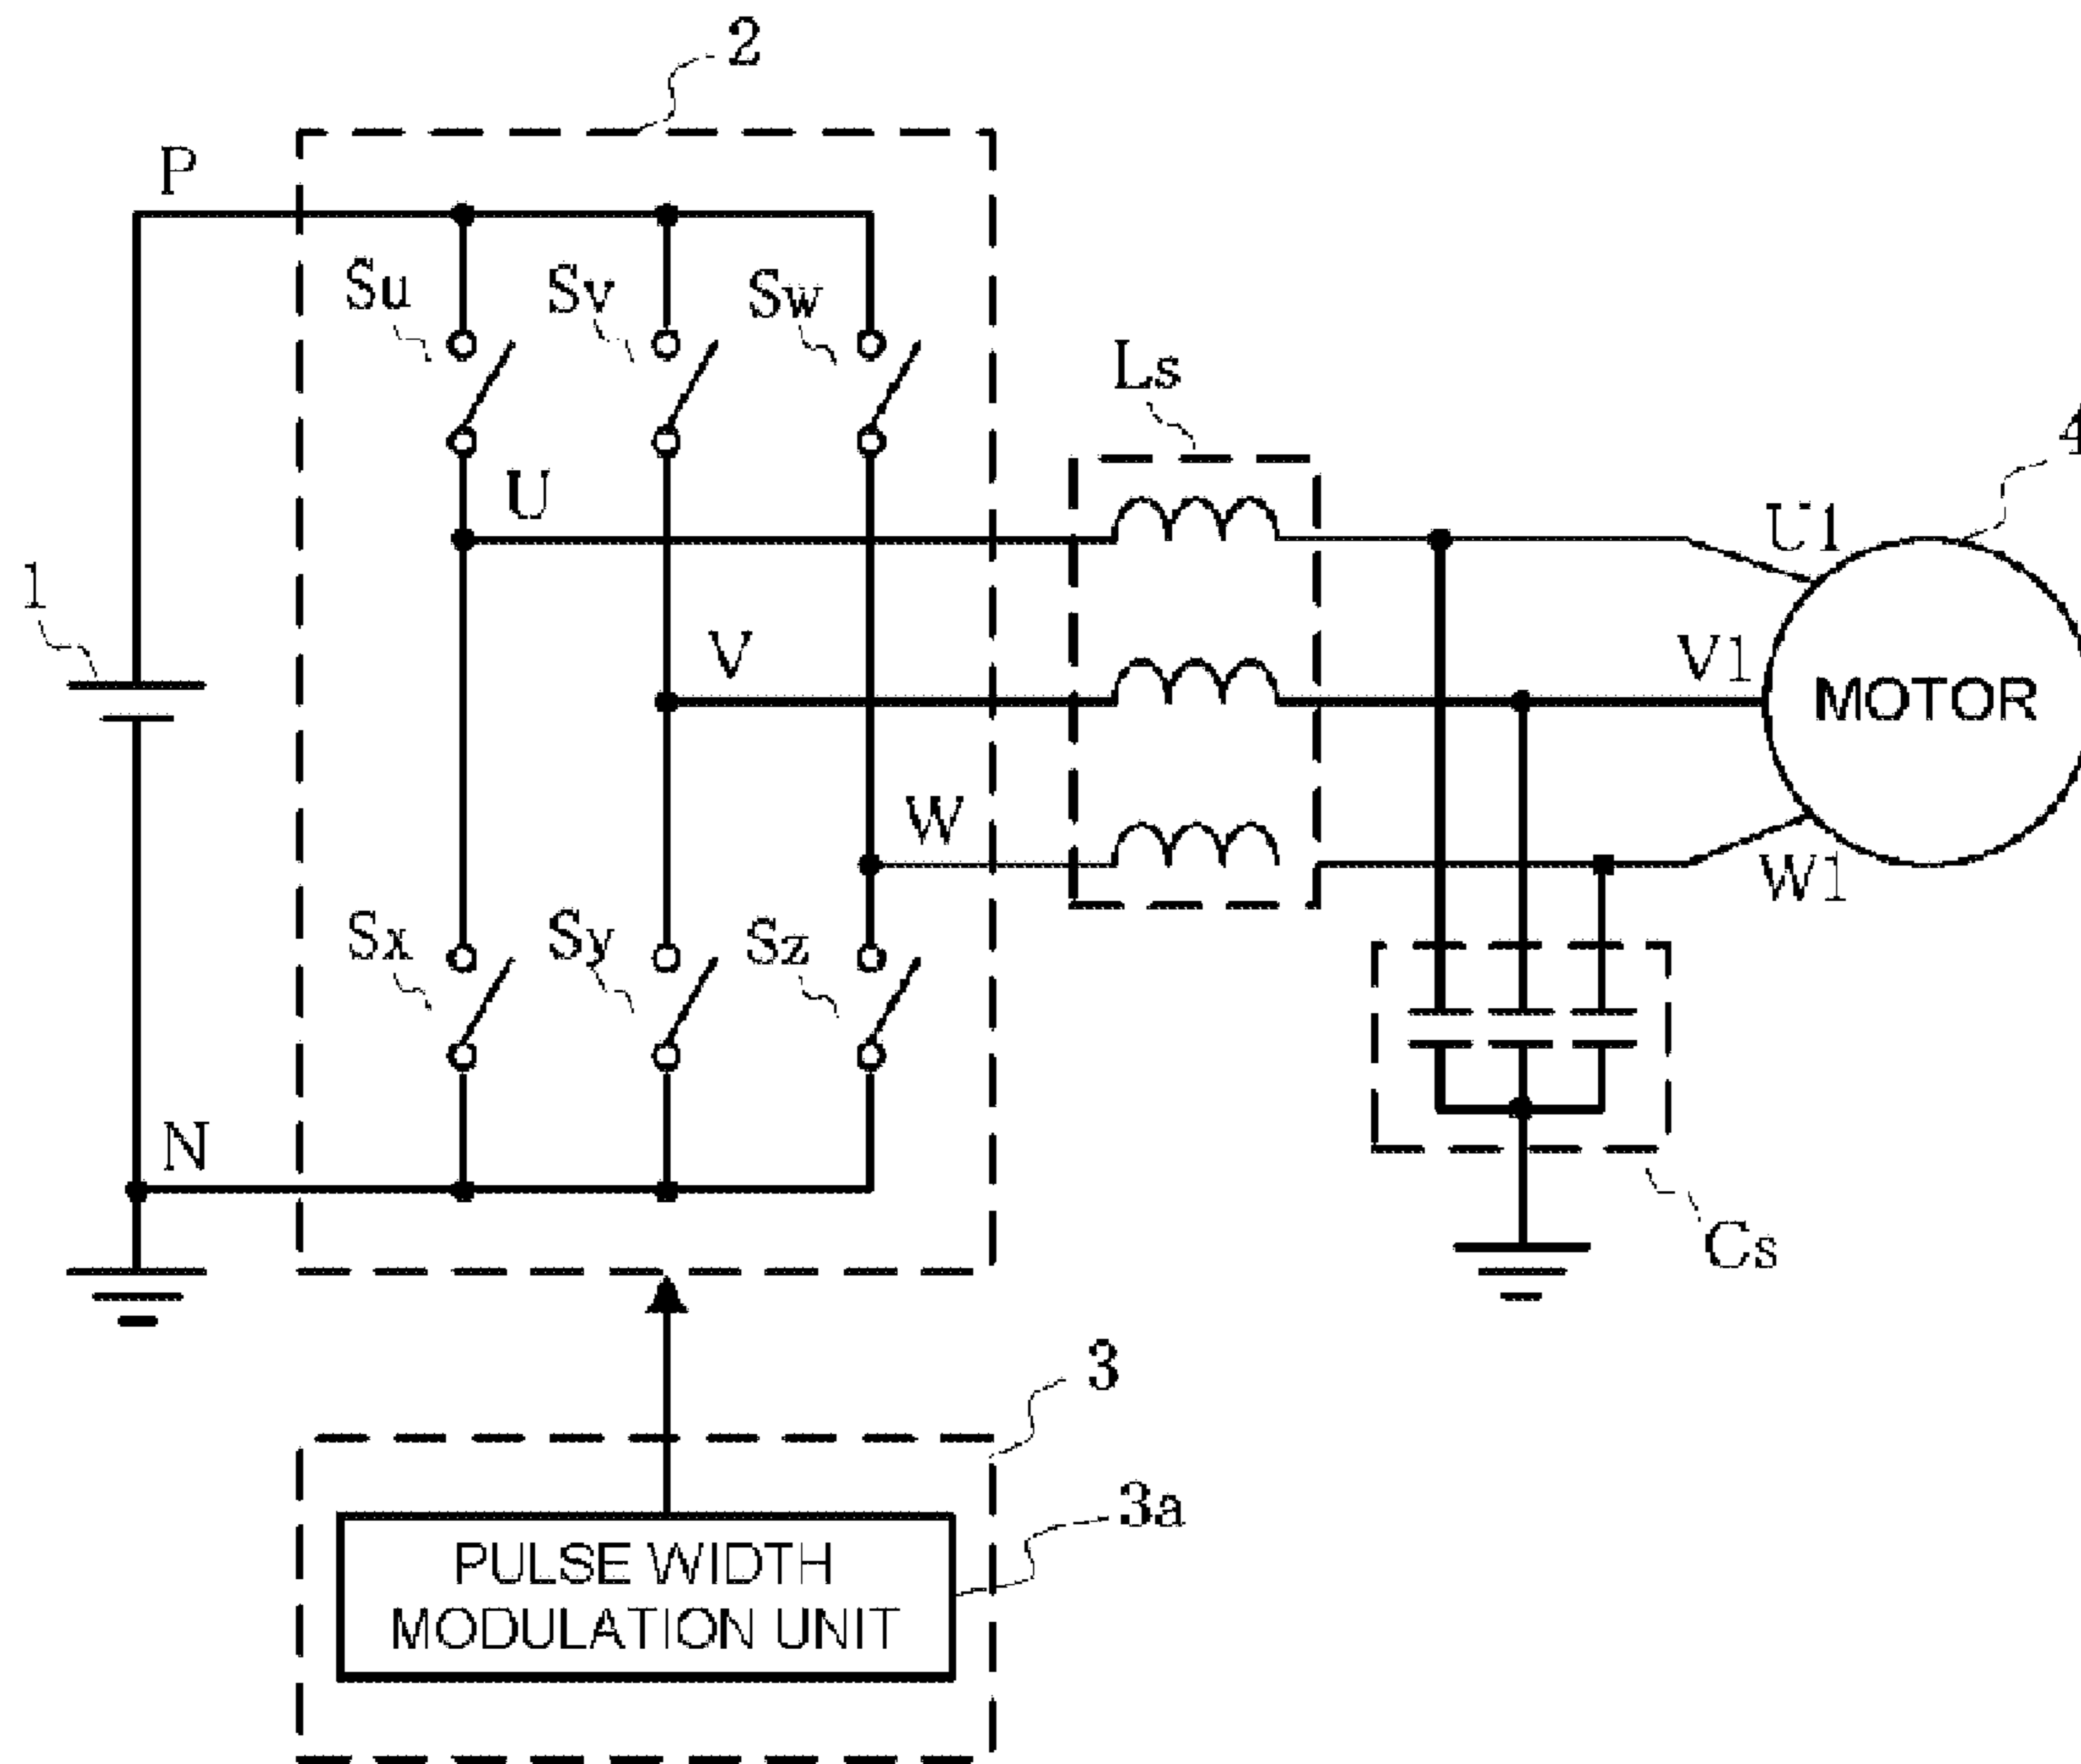 2
P
Su
Sv
Sw
Ls
4
U
U1
1
V
V1
MOTOR
W
W1
Sx
Sy
Sz
N
Cs
3
3a
PULSE WIDTH
MODULATION UNIT